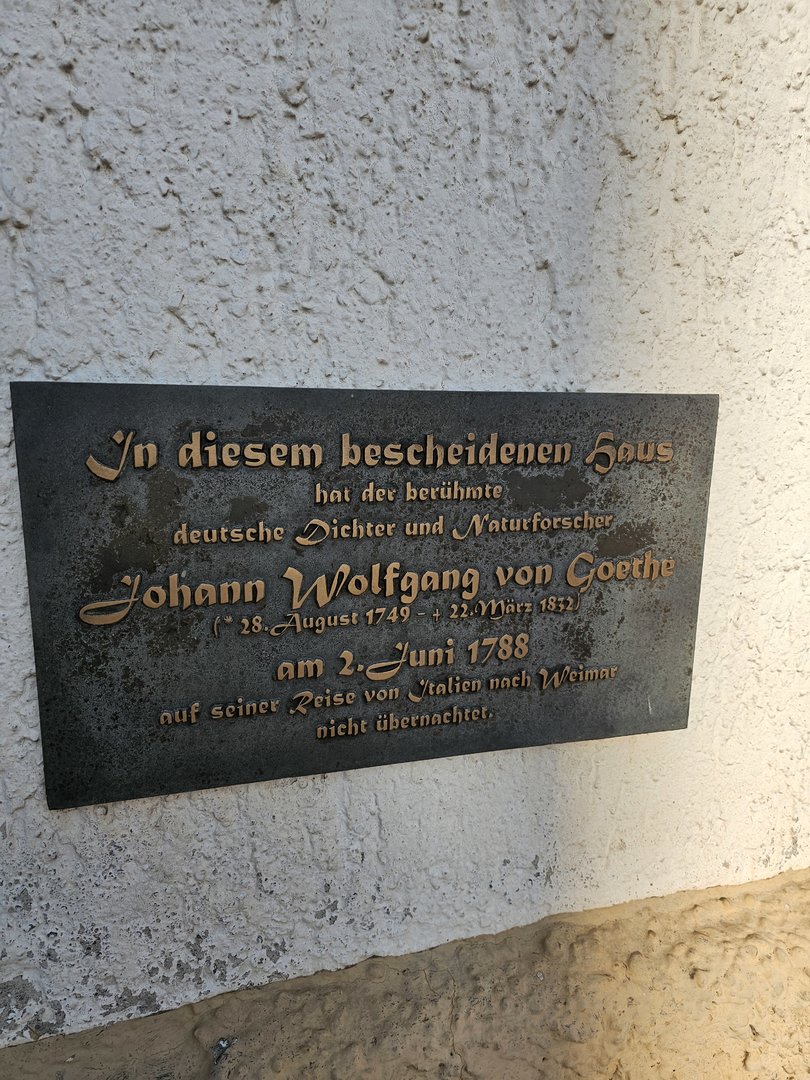 In diesem bescheidenen Haus
hat der berühmte
deutsche Dichter und Naturforscher
Johann Wolfgang von Goethe
(* 28. August 1749 - + 22. März 1832)
am 2. Juni 1788
auf seiner Reise von Italien nach Weimar
nicht übernachtet.